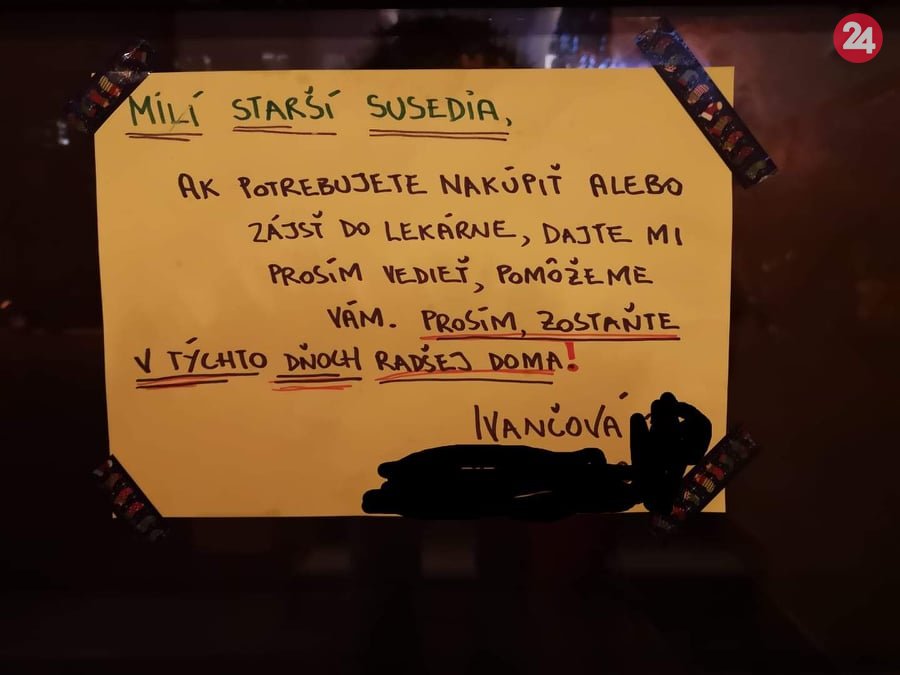 24
MILÍ STARŠÍ SUSEDIA,
AK POTREBUJETE NAKÚPIŤ ALEBO
ZÁJSŤ DO LEKÁRNE, DAJTE MI
PROSÍM VEDIEŤ, POMÔŽEME
VÁM. PROSÍM, ZOSTAŇTE
V TÝCHTO DŇOCH RADŠEJ DOMA!
IVANČOVÁ